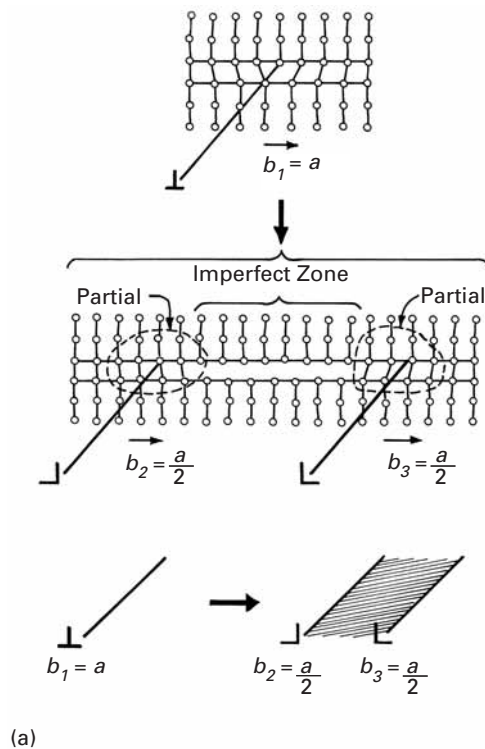 b₁ = a
Imperfect Zone
Partial
Partial
b₂ = a/2
b₃ = a/2
b₁ = a
b₂ = a/2
b₃ = a/2
(a)